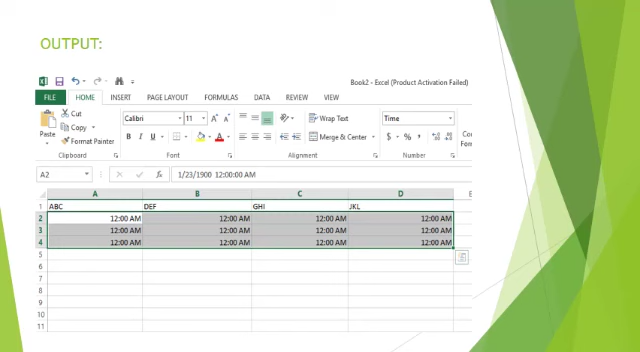 OUTPUT:
Book2 - Excel (Product Activation Failed)
FILE HOME INSERT PAGE LAYOUT FORMULAS DATA REVIEW VIEW
Paste
Cut
Copy
Format Painter
Clipboard
Calibri 11 A A
B I U A
Font
Wrap Text
Merge & Center
Alignment
Time
$ % ,
Number
Co
Form
A2 fx 1/23/1900 12:00:00 AM
A B C D E
1 ABC DEF GHI JKL
2 12:00 AM 12:00 AM 12:00 AM 12:00 AM
3 12:00 AM 12:00 AM 12:00 AM 12:00 AM
4 12:00 AM 12:00 AM 12:00 AM 12:00 AM
5
6
7
8
9
10
11